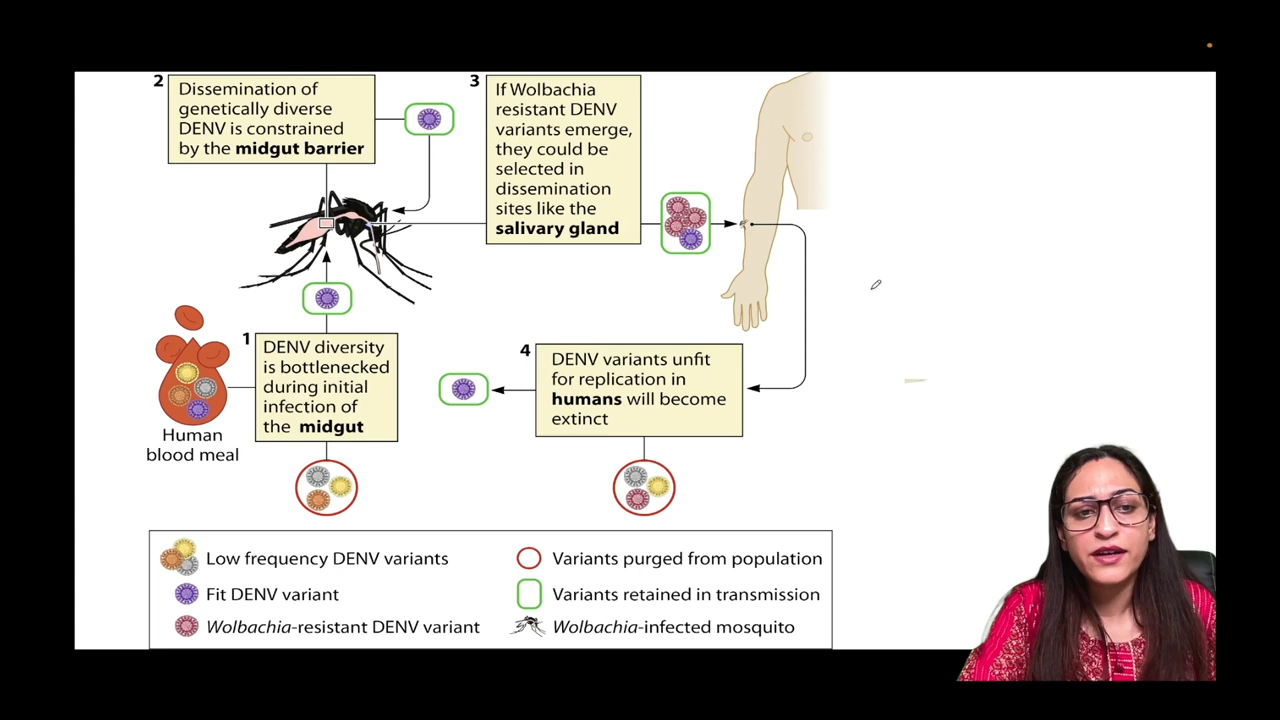 2
Dissemination of
genetically diverse
DENV is constrained
by the midgut barrier
3
If Wolbachia
resistant DENV
variants emerge,
they could be
selected in
dissemination
sites like the
salivary gland
1
DENV diversity
is bottlenecked
during initial
infection of
the midgut
Human
blood meal
4
DENV variants unfit
for replication in
humans will become
extinct
Low frequency DENV variants
Fit DENV variant
Wolbachia-resistant DENV variant
Variants purged from population
Variants retained in transmission
Wolbachia-infected mosquito